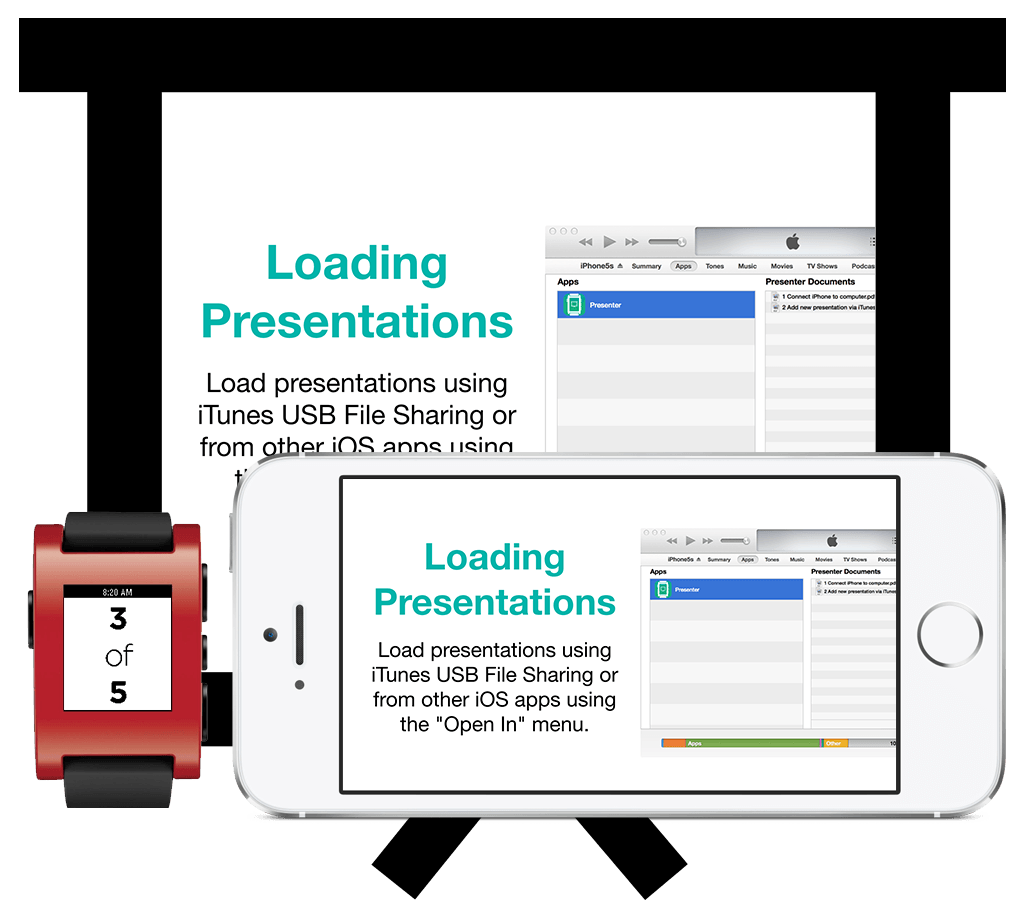 Loading
Presentations
Load presentations using
iTunes USB File Sharing or
from other iOS apps using
iPhone5s Summary Apps Tones Music Movies TV Shows Podcas
Apps
Presenter Documents
Presenter
1 Connect iPhone to computer.pdf
2 Add new presentation via iTunes
8:20 AM
3
of
5
Loading
Presentations
Load presentations using
iTunes USB File Sharing or
from other iOS apps using
the "Open In" menu.
iPhone5s Summary Apps Tones Music Movies TV Shows Podcas
Apps
Presenter Documents
Presenter
1 Connect iPhone to computer.pd
2 Add new presentation via iTunes
Apps
Other
10